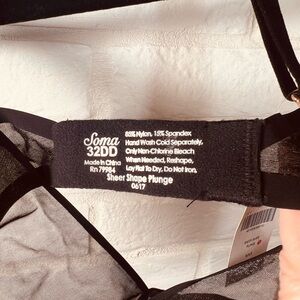 Soma
32DD
Made in China
Rn 79984
85% Nylon, 15% Spandex
Hand Wash Cold Separately,
Only Non-Chlorine Bleach
When Needed, Reshape,
Lay Flat To Dry, Do Not Iron.
Sheer Shape Plunge
0617